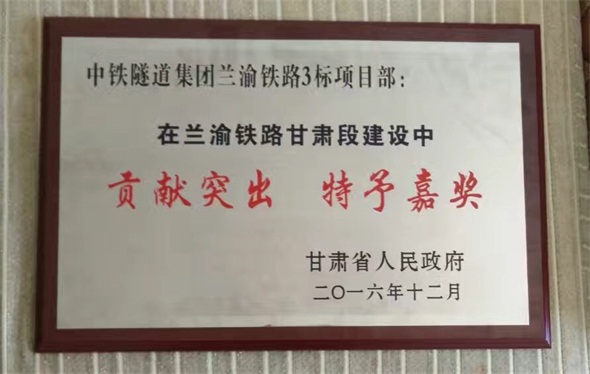 中铁隧道集团兰渝铁路3标项目部：
在兰渝铁路甘肃段建设中
贡献突出 特予嘉奖
甘肃省人民政府
二〇一六年十二月